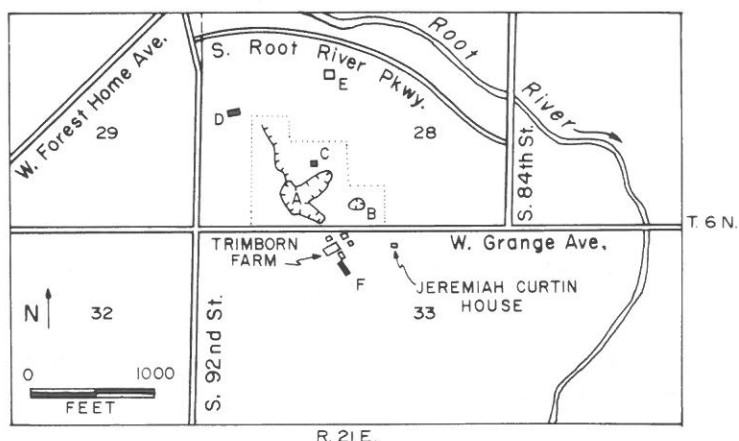 Root
River
S. Root River Pkwy.
W. Forest Home Ave.
E
D
29
28
C
A
B
S. 84th St.
T. 6 N.
W. Grange Ave.
TRIMBORN
FARM
F
JEREMIAH CURTIN
HOUSE
N
32
33
S. 92nd St.
0 1000
FEET
R. 21 E.